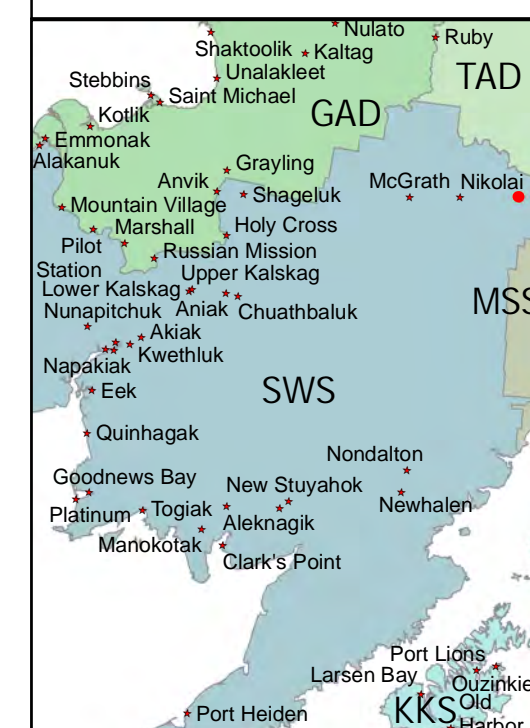 Nulato
Ruby
Shaktoolik
Kaltag
TAD
Unalakleet
Stebbins
Saint Michael
GAD
Kotlik
Emmonak
Alakanuk
Grayling
Anvik
McGrath
Nikolai
Shageluk
Mountain Village
Marshall
Holy Cross
Pilot
Station
Russian Mission
Upper Kalskag
Lower Kalskag
Nunapitchuk
Aniak
Chuathbaluk
MSS
Akiak
Kwethluk
Napakiak
Eek
SWS
Quinhagak
Nondalton
Goodnews Bay
New Stuyahok
Platinum
Togiak
Newhalen
Aleknagik
Manokotak
Clark's Point
Port Lions
Larsen Bay
Ouzinkie
KKS
Old
Harbor
Port Heiden